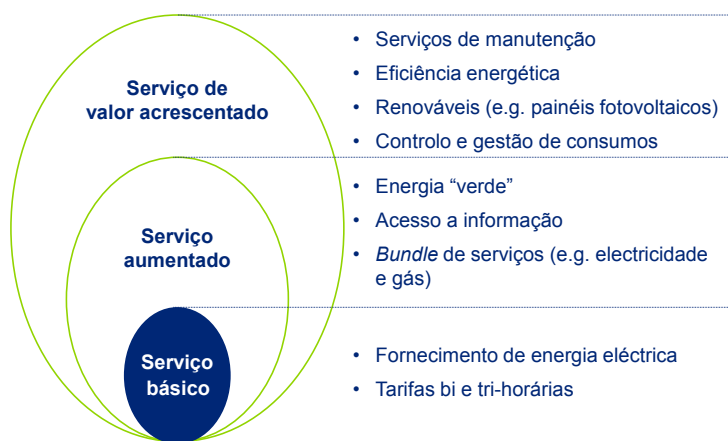 Serviço de
valor acrescentado
• Serviços de manutenção
• Eficiência energética
• Renováveis (e.g. painéis fotovoltaicos)
• Controlo e gestão de consumos
Serviço
aumentado
• Energia “verde”
• Acesso a informação
• Bundle de serviços (e.g. electricidade
e gás)
Serviço
básico
• Fornecimento de energia eléctrica
• Tarifas bi e tri-horárias